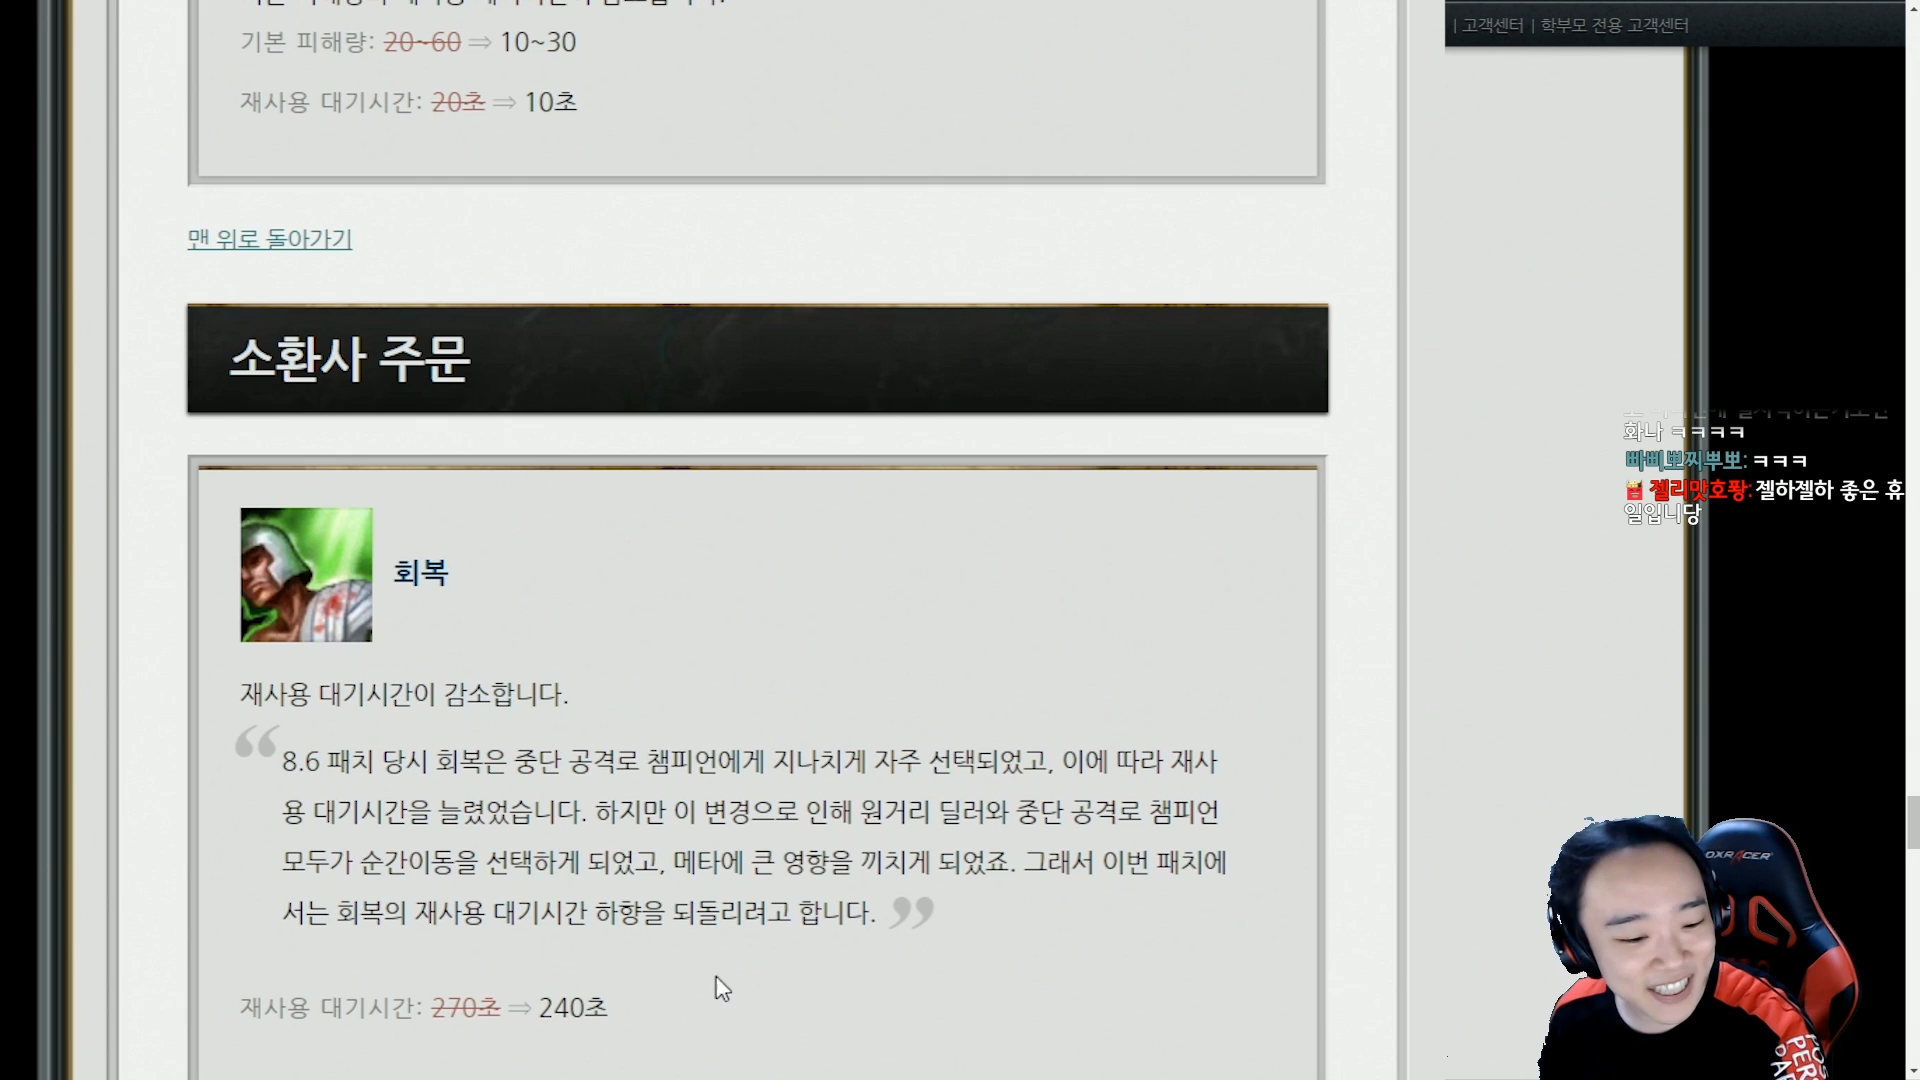 기본 피해량: 20~60 ⇒ 10~30
재사용 대기시간: 20초 ⇒ 10초
맨 위로 돌아가기
소환사 주문
회복
재사용 대기시간이 감소합니다.
“ 8.6 패치 당시 회복은 중단 공격로 챔피언에게 지나치게 자주 선택되었고, 이에 따라 재사
용 대기시간을 늘렸었습니다. 하지만 이 변경으로 인해 원거리 딜러와 중단 공격로 챔피언
모두가 순간이동을 선택하게 되었고, 메타에 큰 영향을 끼치게 되었죠. 그래서 이번 패치에
서는 회복의 재사용 대기시간 하향을 되돌리려고 합니다. ”
재사용 대기시간: 270초 ⇒ 240초
| 고객센터 | 학부모 전용 고객센터
화나 ㅋㅋㅋㅋ
빠삐뽀찌뿌뽀: ㅋㅋㅋ
젤리맛호퐝: 젤하젤하 좋은 휴
일입니당
DXRACER